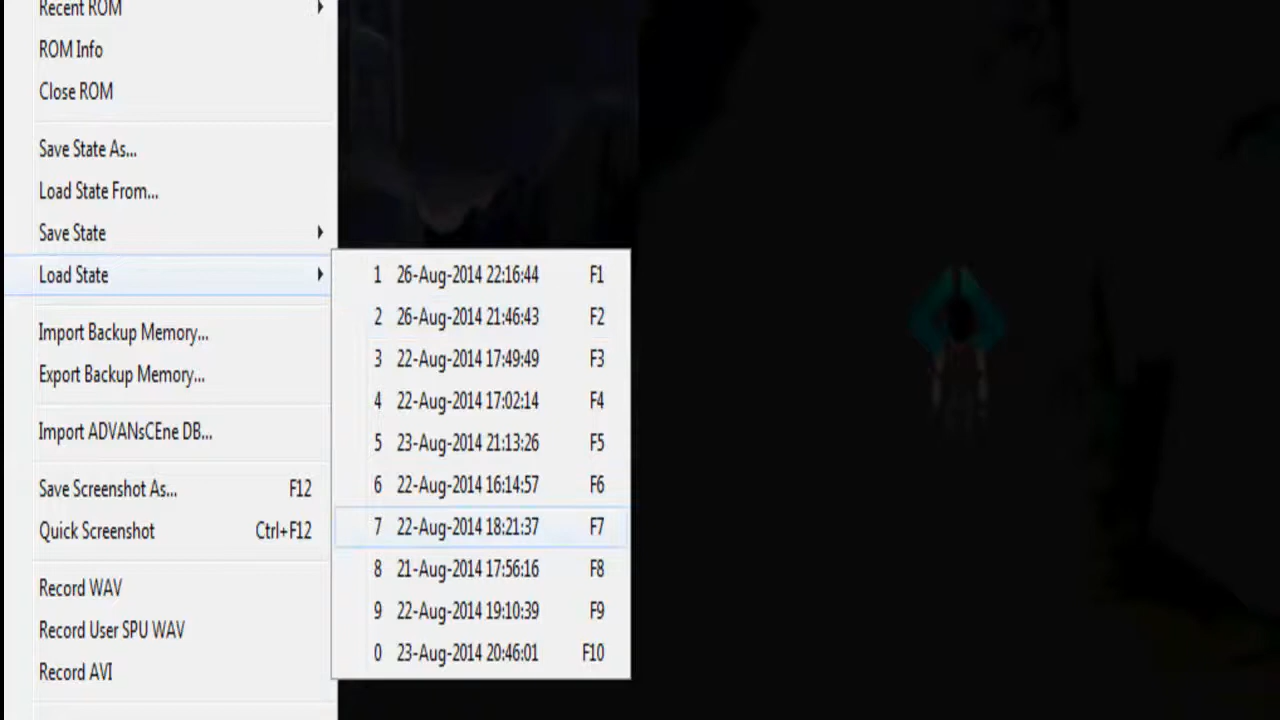 Recent ROM
ROM Info
Close ROM
Save State As...
Load State From...
Save State
Load State
Import Backup Memory...
Export Backup Memory...
Import ADVANsCEne DB...
Save Screenshot As... F12
Quick Screenshot Ctrl+F12
Record WAV
Record User SPU WAV
Record AVI
1 26-Aug-2014 22:16:44 F1
2 26-Aug-2014 21:46:43 F2
3 22-Aug-2014 17:49:49 F3
4 22-Aug-2014 17:02:14 F4
5 23-Aug-2014 21:13:26 F5
6 22-Aug-2014 16:14:57 F6
7 22-Aug-2014 18:21:37 F7
8 21-Aug-2014 17:56:16 F8
9 22-Aug-2014 19:10:39 F9
0 23-Aug-2014 20:46:01 F10